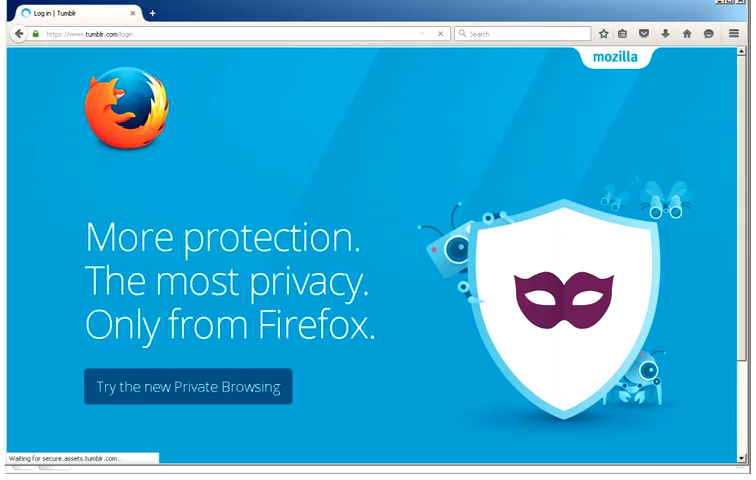 Log in | Tumblr
https://www.tumblr.com/login
Search
mozilla
More protection.
The most privacy.
Only from Firefox.
Try the new Private Browsing
Waiting for secure.assets.tumblr.com...